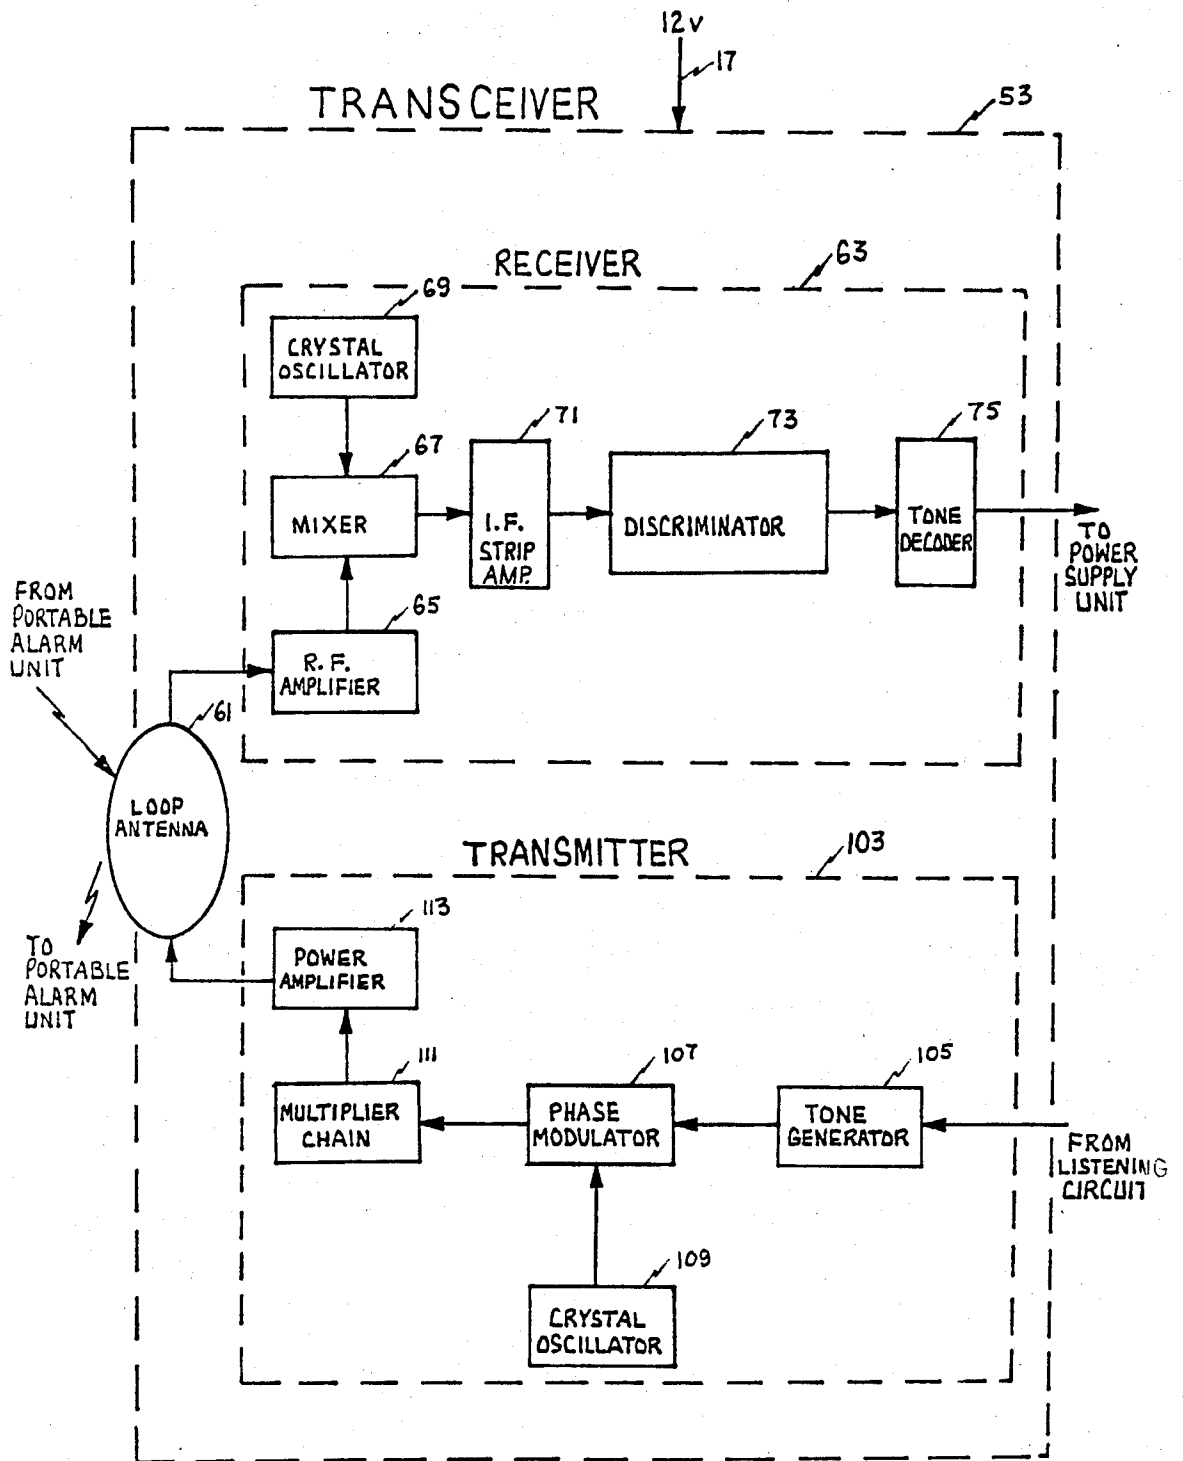 12v
17
TRANSCEIVER
53
RECEIVER
63
69
CRYSTAL
OSCILLATOR
67
MIXER
71
I.F.
STRIP
AMP.
73
DISCRIMINATOR
75
TONE
DECODER
TO
POWER
SUPPLY
UNIT
65
R.F.
AMPLIFIER
FROM
PORTABLE
ALARM
UNIT
61
LOOP
ANTENNA
TO
PORTABLE
ALARM
UNIT
TRANSMITTER
103
113
POWER
AMPLIFIER
111
MULTIPLIER
CHAIN
107
PHASE
MODULATOR
105
TONE
GENERATOR
FROM
LISTENING
CIRCUIT
109
CRYSTAL
OSCILLATOR